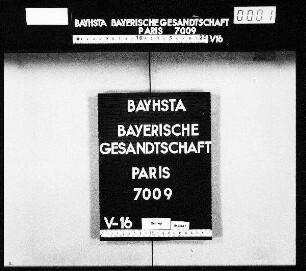 BAYHSTA BAYERISCHE GESANDTSCHAFT
PARIS 7009
0001
V16
BAYHSTA
BAYERISCHE
GESANDTSCHAFT
PARIS
7009
V-16